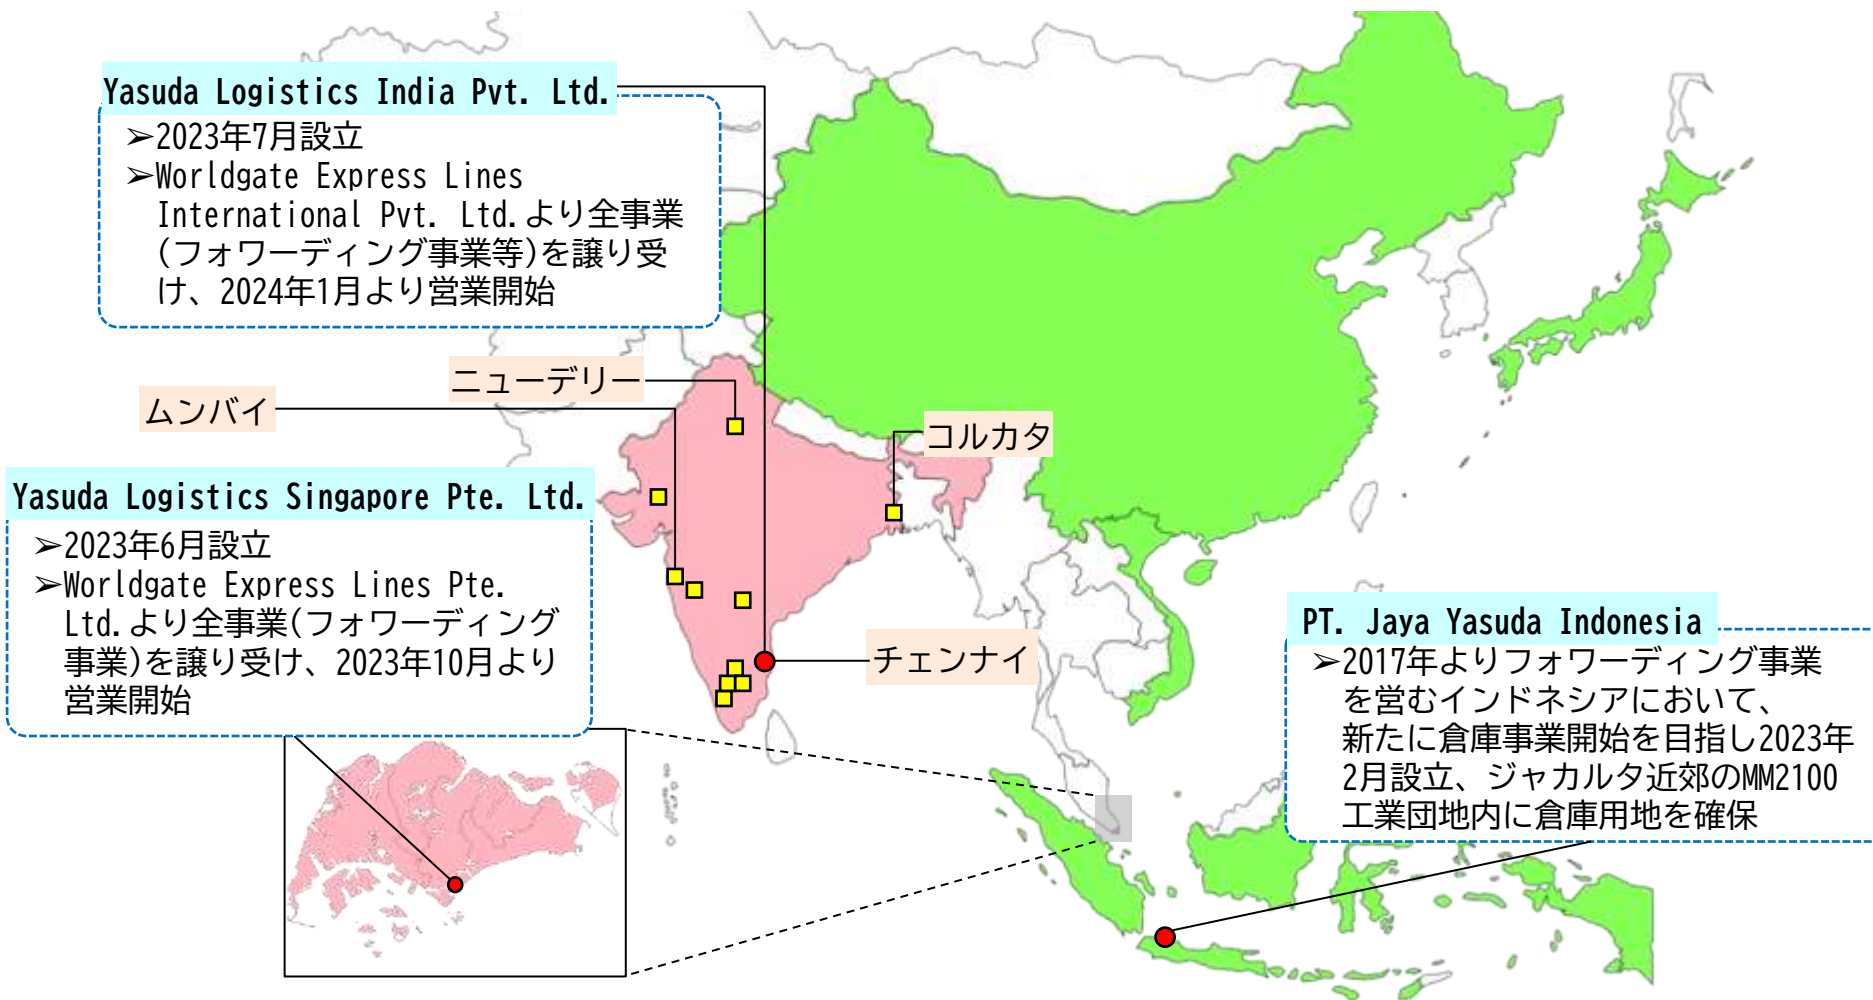 Yasuda Logistics India Pvt. Ltd.
➢2023年7月設立
➢Worldgate Express Lines
International Pvt. Ltd.より全事業
(フォワーディング事業等)を譲り受
け、2024年1月より営業開始
ニューデリー
ムンバイ
コルカタ
Yasuda Logistics Singapore Pte. Ltd.
➢2023年6月設立
➢Worldgate Express Lines Pte.
Ltd.より全事業(フォワーディング
事業)を譲り受け、2023年10月より
営業開始
チェンナイ
PT. Jaya Yasuda Indonesia
➢2017年よりフォワーディング事業
を営むインドネシアにおいて、
新たに倉庫事業開始を目指し2023年
2月設立、ジャカルタ近郊のMM2100
工業団地内に倉庫用地を確保